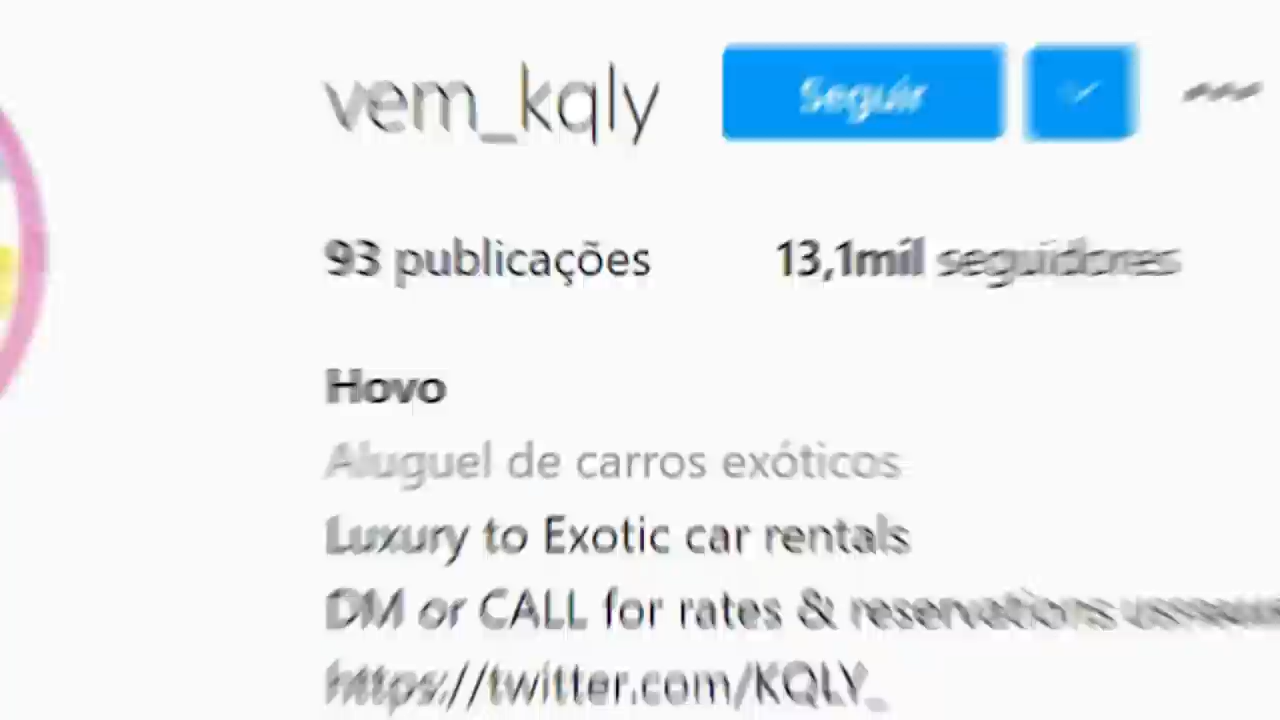 vem_kqly Seguir
93 publicações 13,1mil seguidores
Hovo
Aluguel de carros exóticos
Luxury to Exotic car rentals
DM or CALL for rates & reservations
https://twitter.com/KQLY_